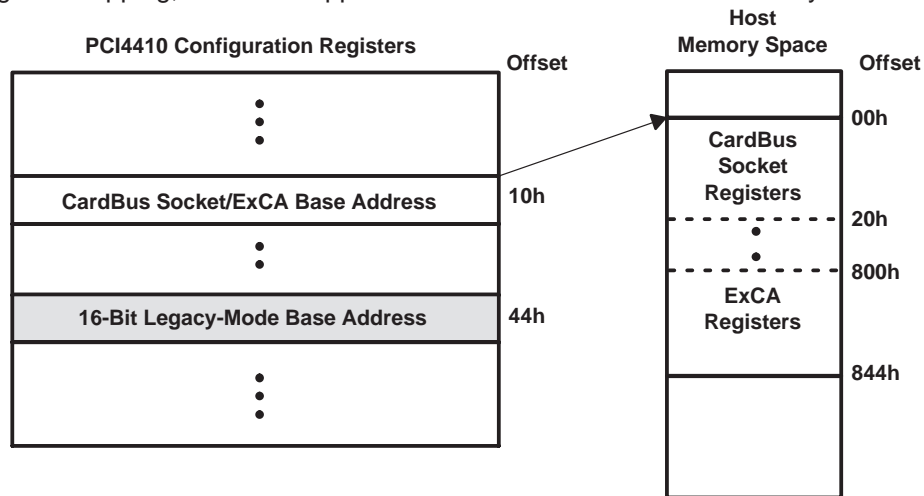 Host
Memory Space
PCI4410 Configuration Registers
Offset
Offset
00h
CardBus
Socket
Registers
CardBus Socket/ExCA Base Address
10h
20h
800h
ExCA
Registers
16-Bit Legacy-Mode Base Address
44h
844h